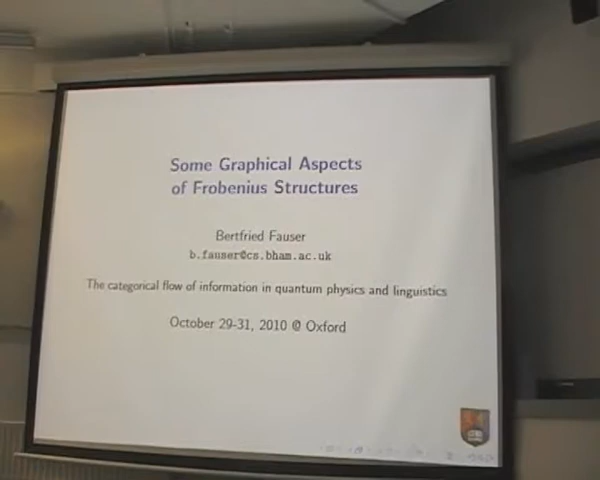 Some Graphical Aspects
of Frobenius Structures
Bertfried Fauser
b.fauser@cs.bham.ac.uk
The categorical flow of information in quantum physics and linguistics
October 29-31, 2010 @ Oxford